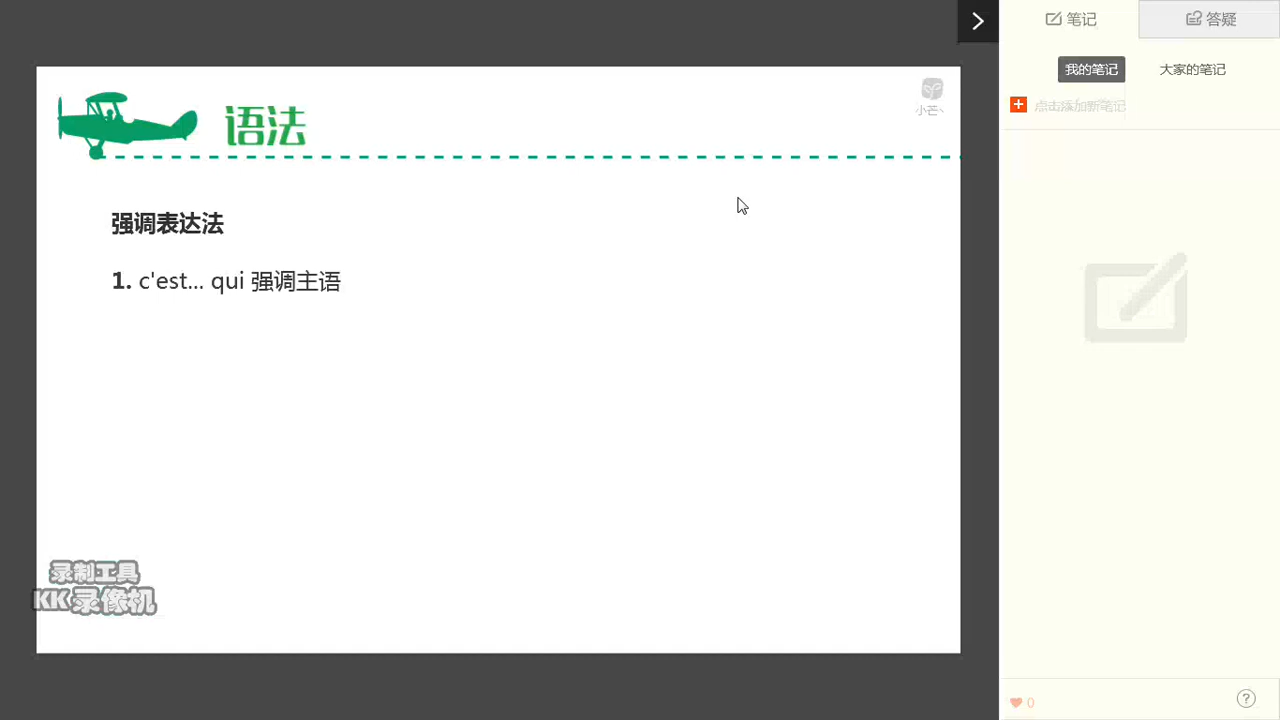 笔记
答疑
我的笔记
大家的笔记
点击添加新笔记
语法
小芒
强调表达法
1. c'est... qui 强调主语
录制工具
KK录像机
0
?